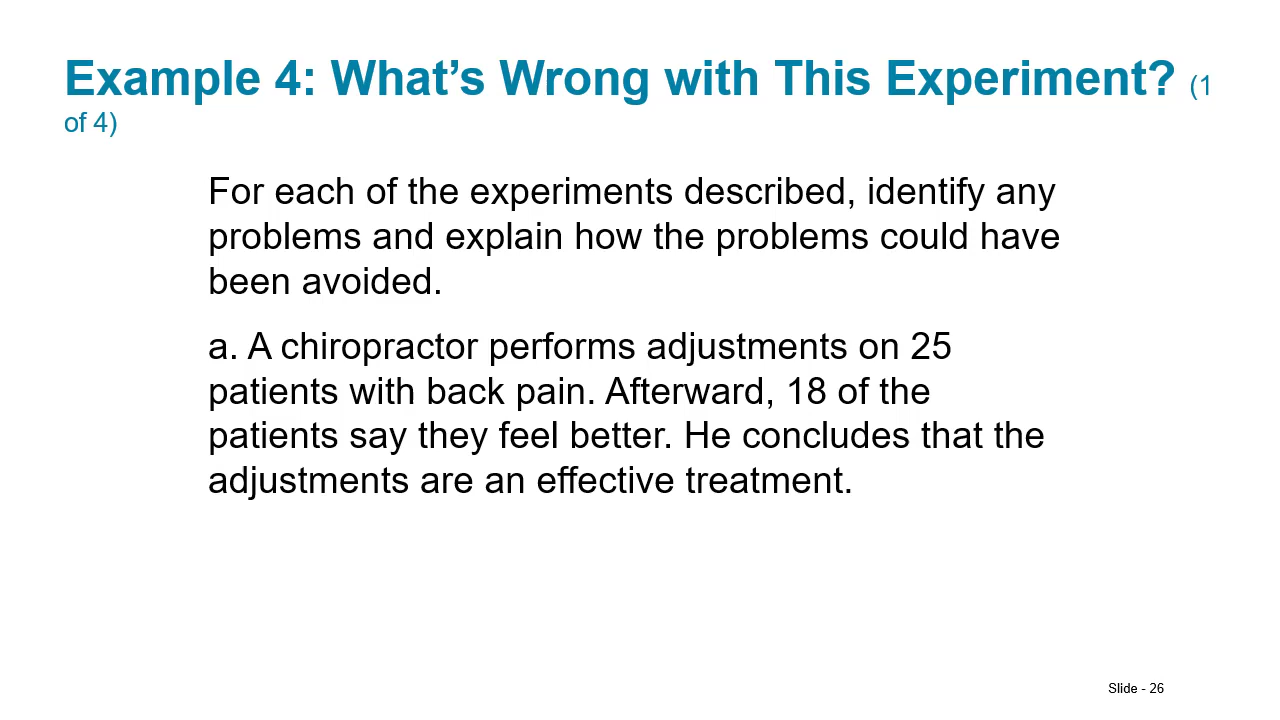 Example 4: What’s Wrong with This Experiment? (1
of 4)
For each of the experiments described, identify any
problems and explain how the problems could have
been avoided.
a. A chiropractor performs adjustments on 25
patients with back pain. Afterward, 18 of the
patients say they feel better. He concludes that the
adjustments are an effective treatment.
Slide - 26